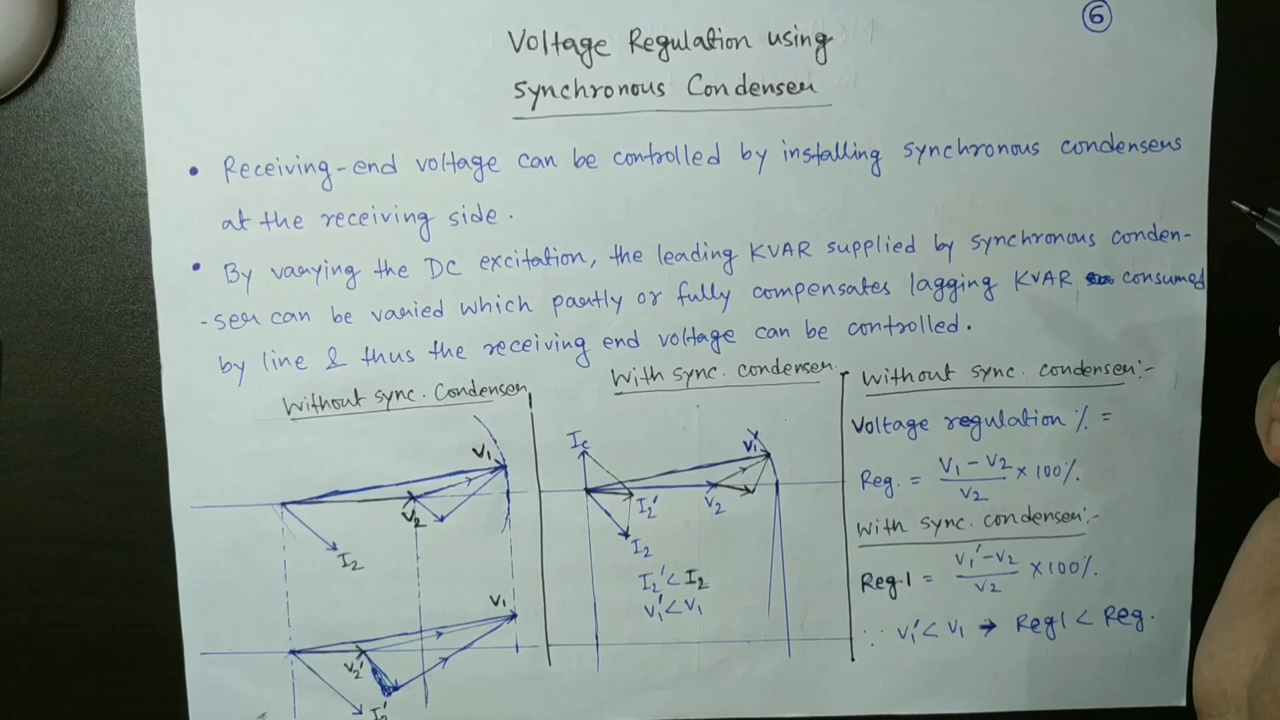 6
Voltage Regulation using
Synchronous Condenser
• Receiving-end voltage can be controlled by installing synchronous condensers
at the receiving side.
• By varying the DC excitation, the leading KVAR supplied by synchronous conden-
-ser can be varied which partly or fully compensates lagging KVAR consumed
by line & thus the receiving end voltage can be controlled.
Without sync. Condenser
V₁
V₂
I₂
V₁
V₂'
I₂'
With sync. condenser
Ic
V₁'
I₂'
V₂
I₂
I₂' < I₂
V₁' < V₁
Without sync. condenser:-
Voltage regulation % =
Reg. = V₁ - V₂ / V₂ × 100%.
With sync. condenser:-
Reg1 = V₁' - V₂ / V₂ × 100%.
∵ V₁' < V₁ → Reg1 < Reg.